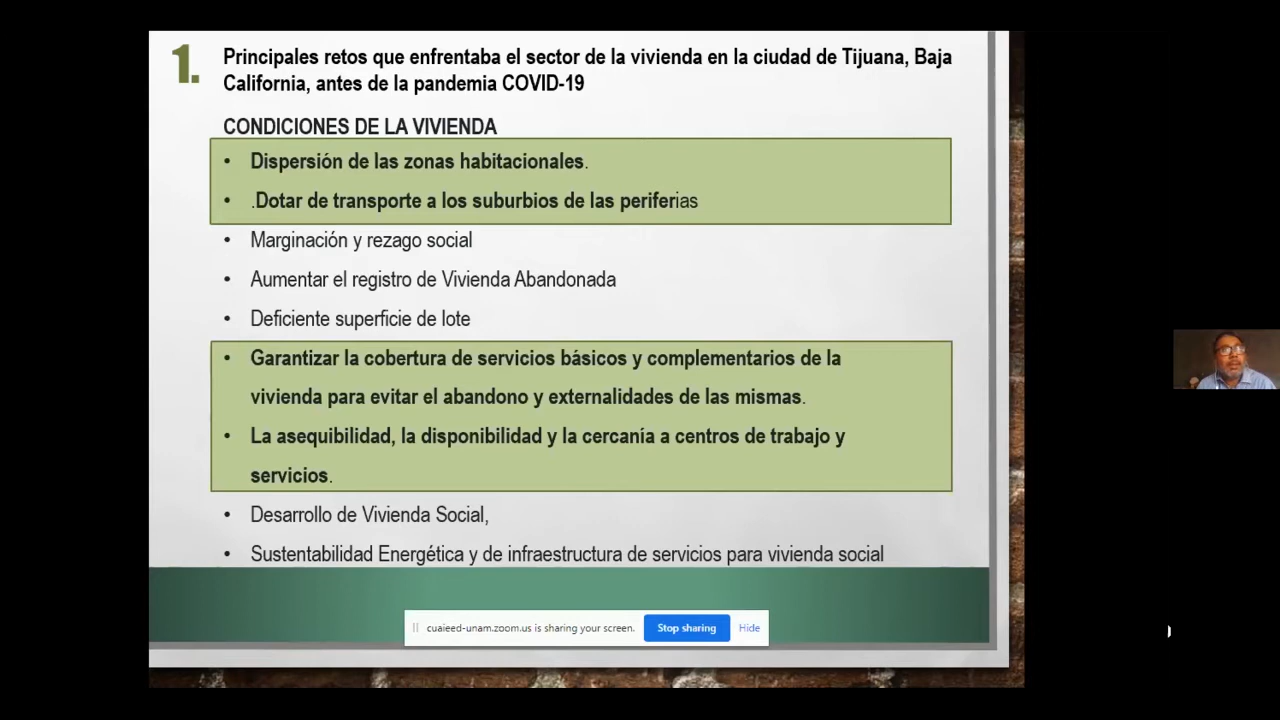 1.
Principales retos que enfrentaba el sector de la vivienda en la ciudad de Tijuana, Baja
California, antes de la pandemia COVID-19
CONDICIONES DE LA VIVIENDA
• Dispersión de las zonas habitacionales.
• .Dotar de transporte a los suburbios de las periferias
• Marginación y rezago social
• Aumentar el registro de Vivienda Abandonada
• Deficiente superficie de lote
• Garantizar la cobertura de servicios básicos y complementarios de la
vivienda para evitar el abandono y externalidades de las mismas.
• La asequibilidad, la disponibilidad y la cercanía a centros de trabajo y
servicios.
• Desarrollo de Vivienda Social,
• Sustentabilidad Energética y de infraestructura de servicios para vivienda social
cuaieed-unam.zoom.us is sharing your screen. Stop sharing Hide